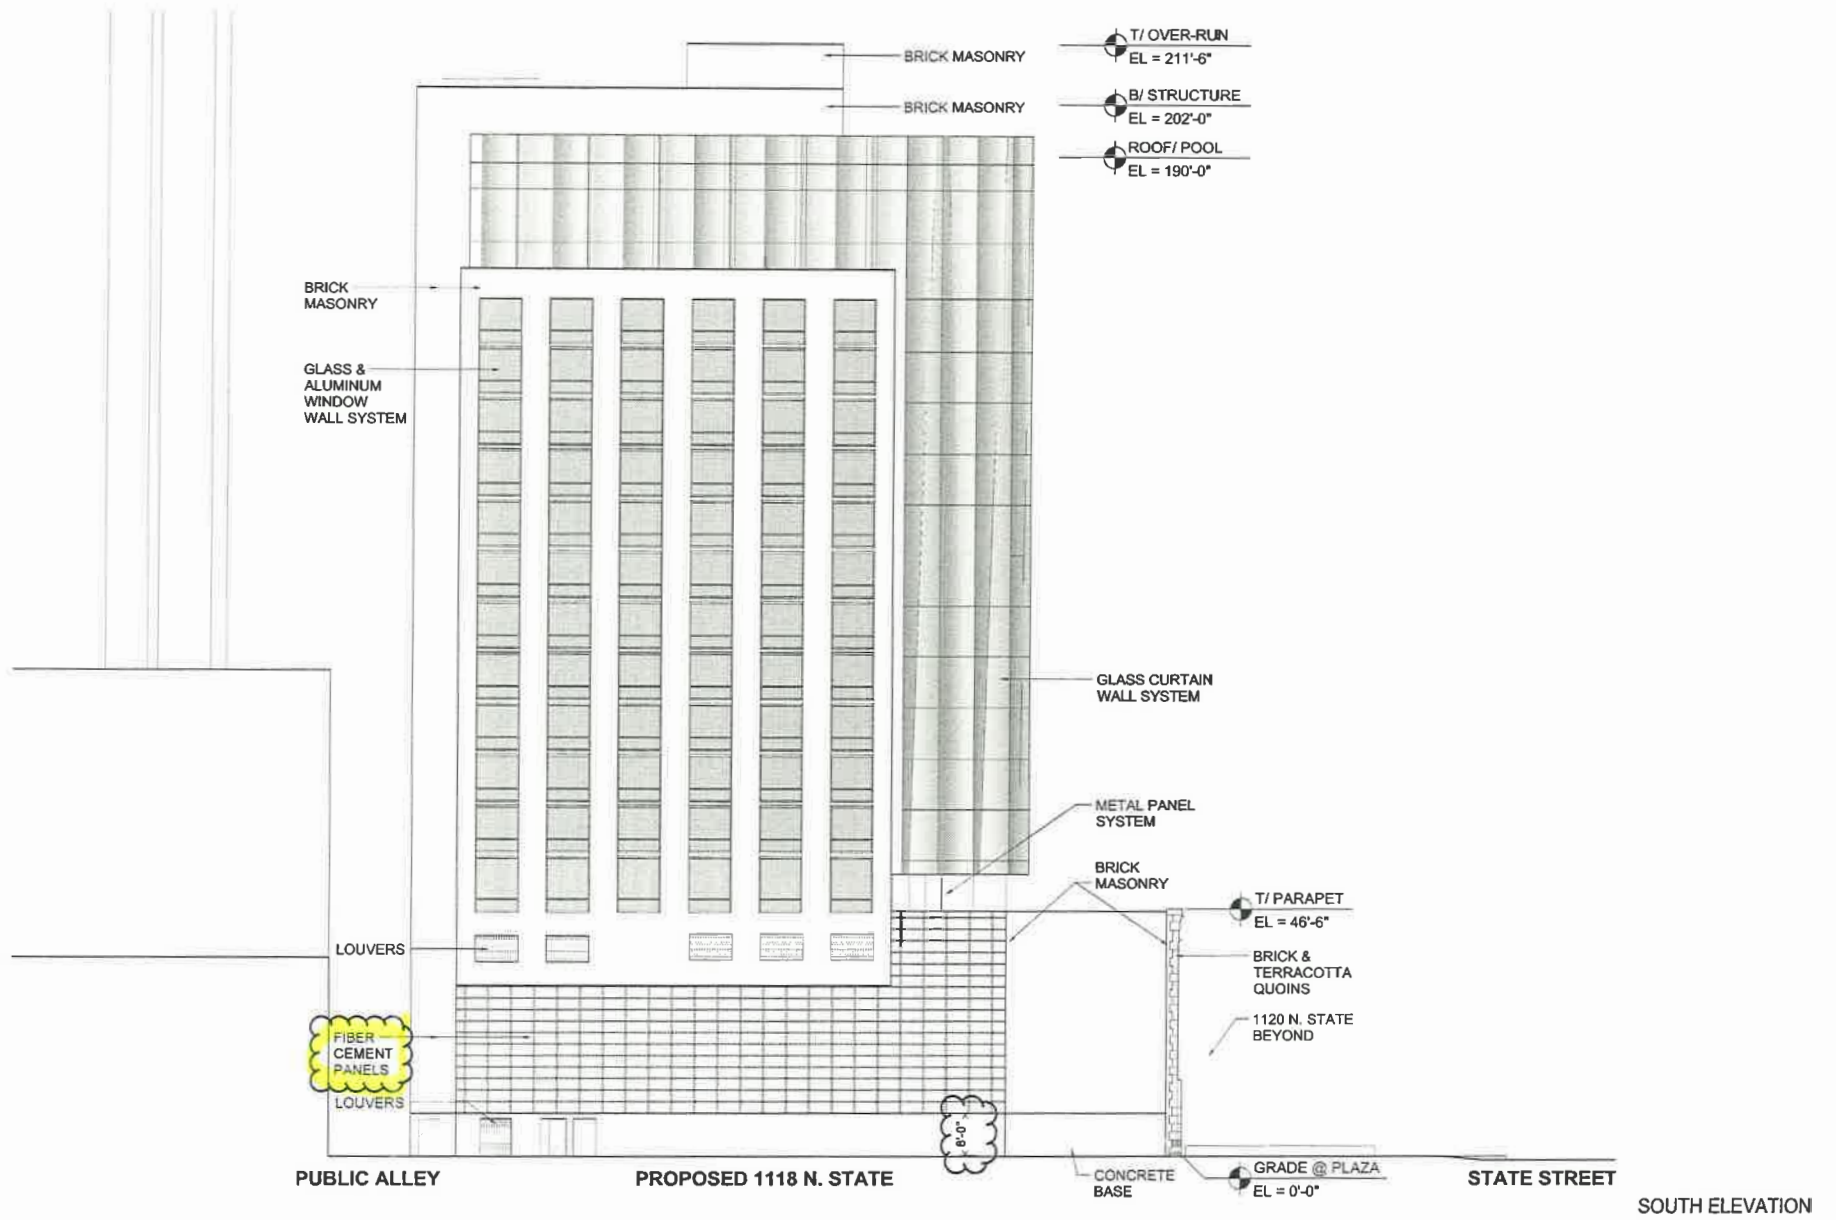 T/ OVER-RUN
EL = 211'-6"
BRICK MASONRY
B/ STRUCTURE
EL = 202'-0"
BRICK MASONRY
ROOF/ POOL
EL = 190'-0"
BRICK
MASONRY
GLASS &
ALUMINUM
WINDOW
WALL SYSTEM
GLASS CURTAIN
WALL SYSTEM
METAL PANEL
SYSTEM
BRICK
MASONRY
T/ PARAPET
EL = 46'-6"
LOUVERS
BRICK &
TERRACOTTA
QUOINS
1120 N. STATE
BEYOND
FIBER
CEMENT
PANELS
LOUVERS
8'-0"
CONCRETE
BASE
GRADE @ PLAZA
EL = 0'-0"
PUBLIC ALLEY
PROPOSED 1118 N. STATE
STATE STREET
SOUTH ELEVATION